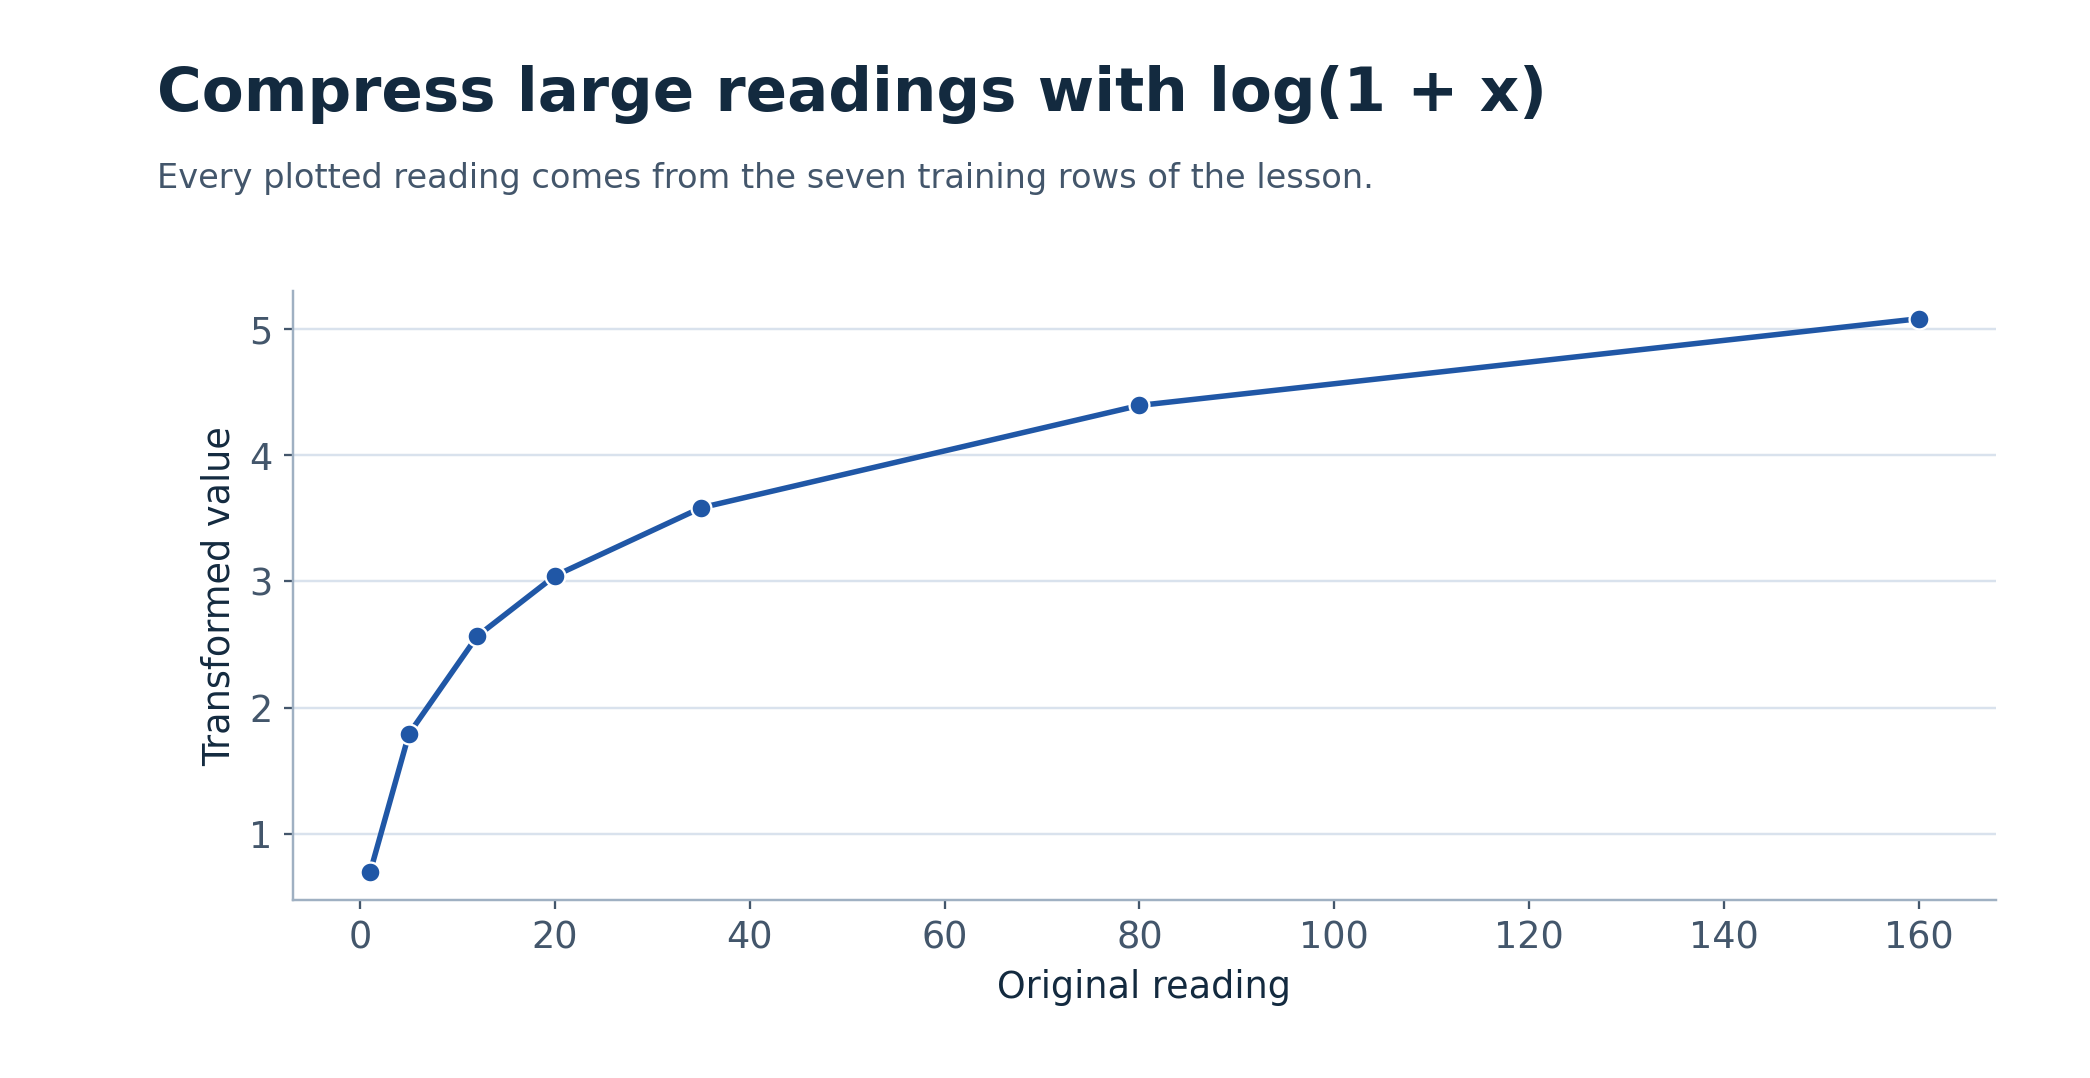 Compress large readings with log(1 + x)
Every plotted reading comes from the seven training rows of the lesson.
Transformed value
5
4
3
2
1
0 20 40 60 80 100 120 140 160
Original reading